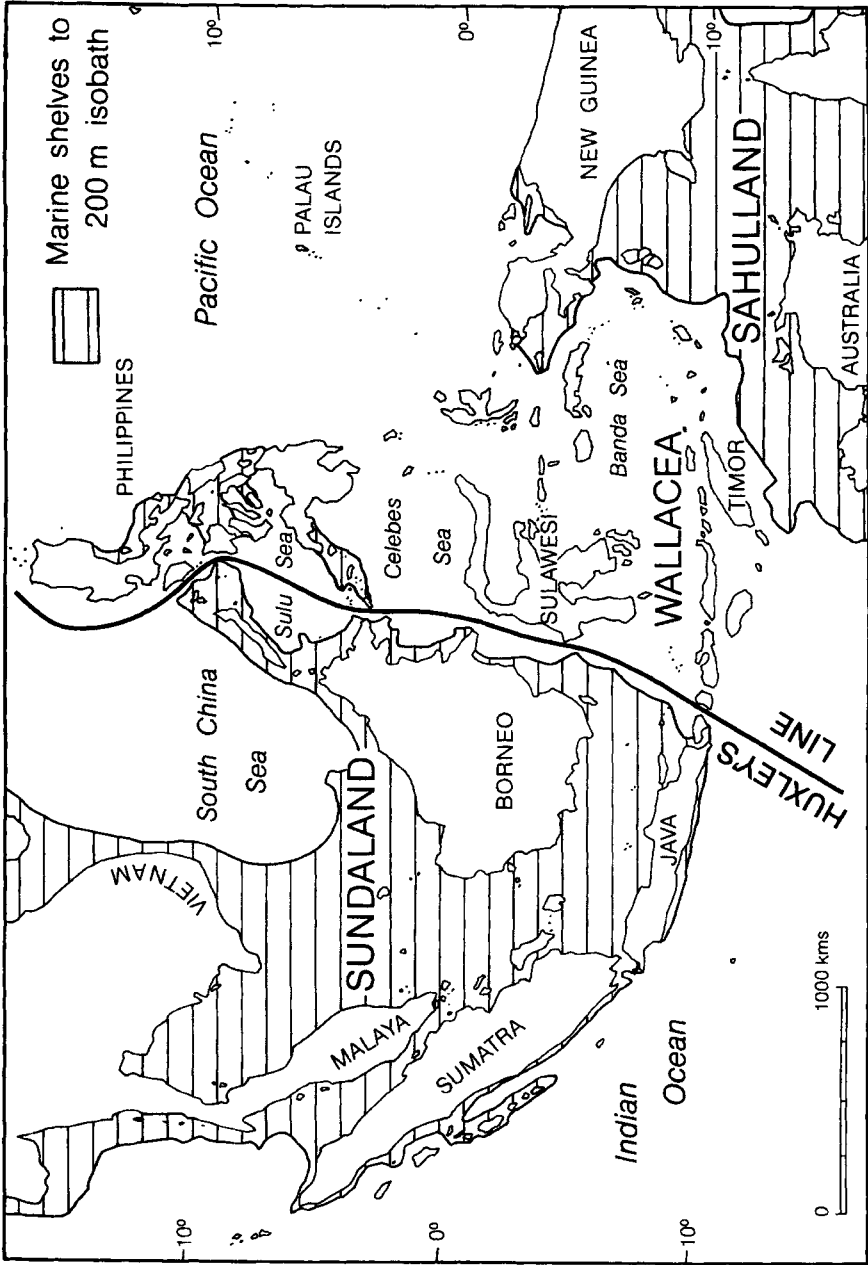 Marine shelves to
200 m isobath
10°
0°
10°
Pacific Ocean
PALAU
ISLANDS
PHILIPPINES
NEW GUINEA
South China
Sea
VIETNAM
Sulu Sea
Celebes
Sea
SUNDALAND
BORNEO
SULAWESI
Banda Sea
WALLACEA
SAHULLAND
MALAYA
SUMATRA
JAVA
TIMOR
AUSTRALIA
HUXLEY'S
LINE
Indian
Ocean
10°
0°
10°
0
1000 kms